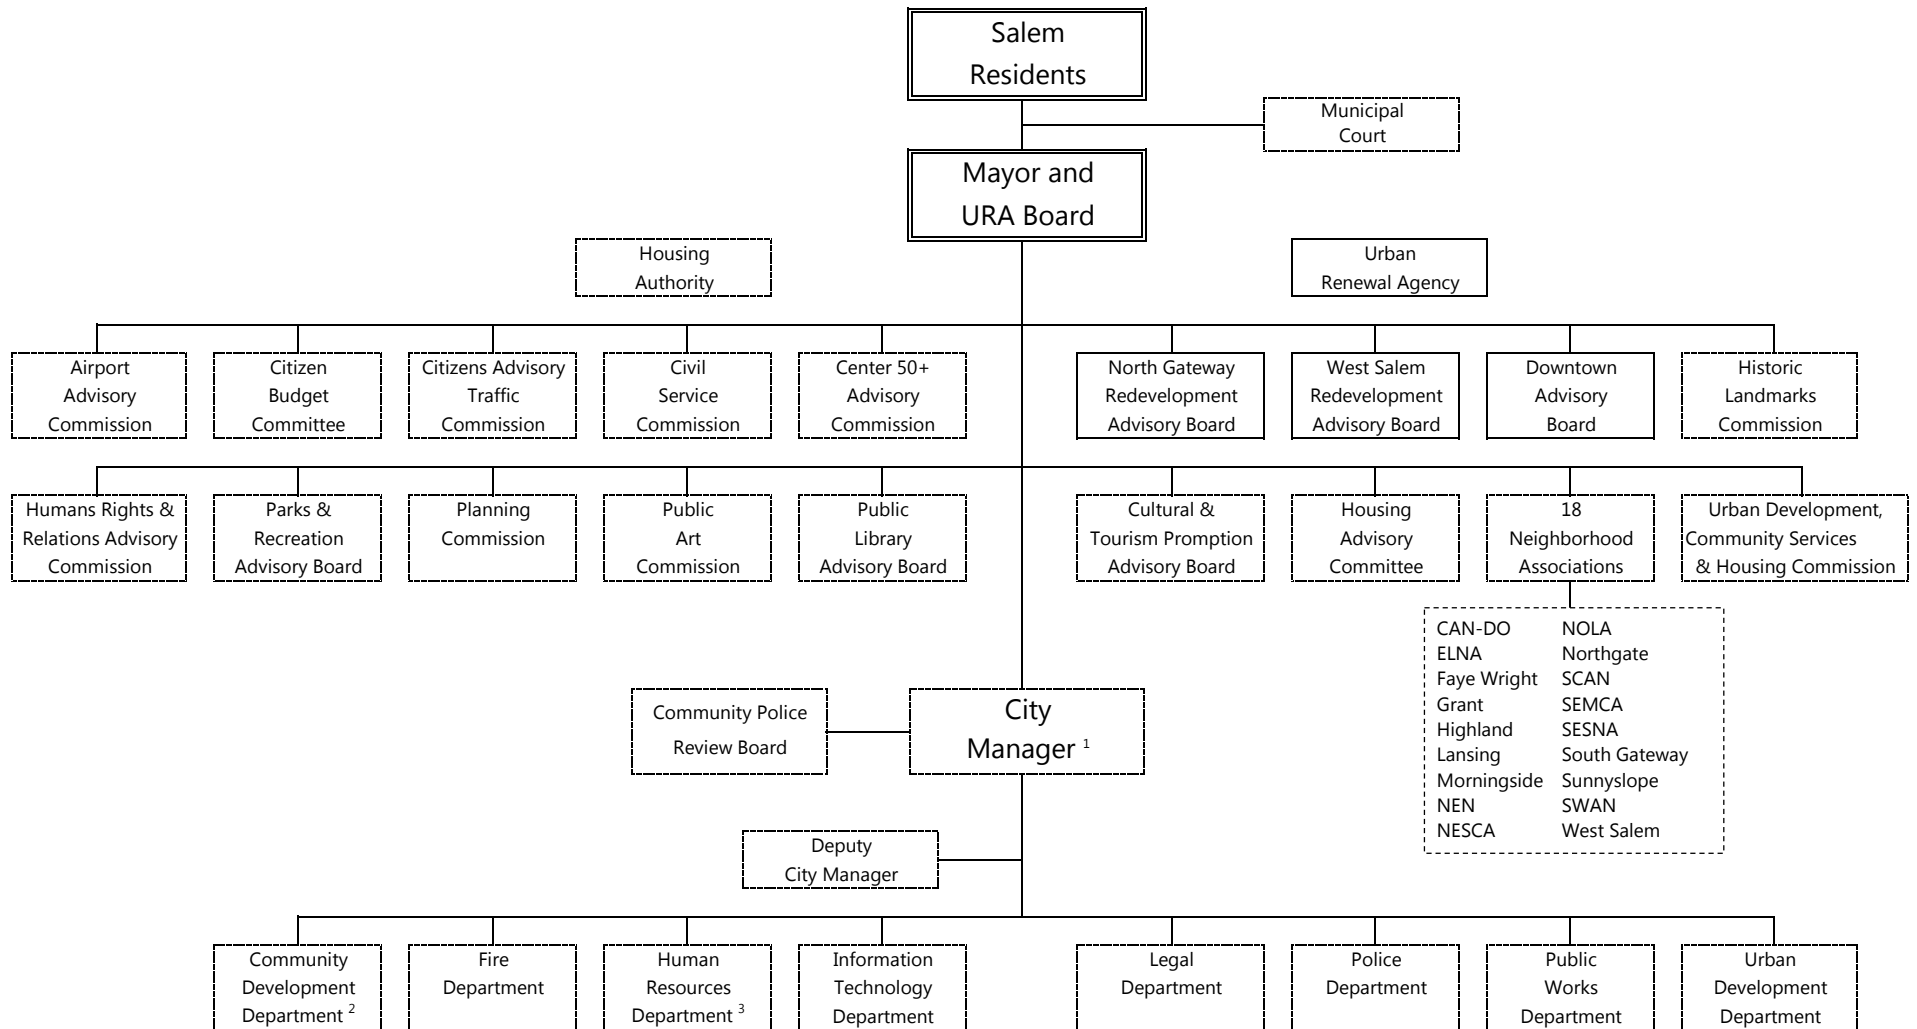 Salem
Residents
Municipal
Court
Mayor and
URA Board
Housing
Authority
Urban
Renewal Agency
Airport
Advisory
Commission
Citizen
Budget
Committee
Citizens Advisory
Traffic
Commission
Civil
Service
Commission
Center 50+
Advisory
Commission
North Gateway
Redevelopment
Advisory Board
West Salem
Redevelopment
Advisory Board
Downtown
Advisory
Board
Historic
Landmarks
Commission
Humans Rights &
Relations Advisory
Commission
Parks &
Recreation
Advisory Board
Planning
Commission
Public
Art
Commission
Public
Library
Advisory Board
Cultural &
Tourism Promption
Advisory Board
Housing
Advisory
Committee
18
Neighborhood
Associations
Urban Development,
Community Services
& Housing Commission
CAN-DO
ELNA
Faye Wright
Grant
Highland
Lansing
Morningside
NEN
NESCA
NOLA
Northgate
SCAN
SEMCA
SESNA
South Gateway
Sunnyslope
SWAN
West Salem
Community Police
Review Board
City
Manager 1
Deputy
City Manager
Community
Development
Department 2
Fire
Department
Human
Resources
Department 3
Information
Technology
Department
Legal
Department
Police
Department
Public
Works
Department
Urban
Development
Department